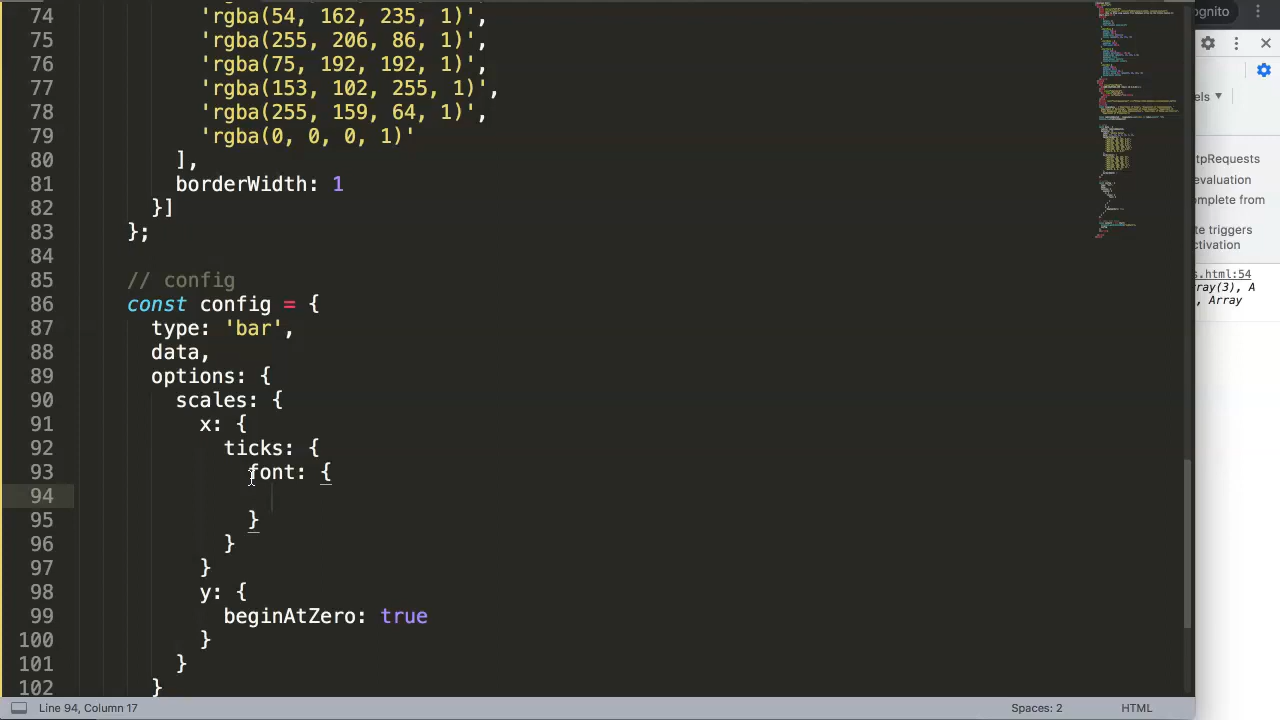 74 'rgba(54, 162, 235, 1)',
75 'rgba(255, 206, 86, 1)',
76 'rgba(75, 192, 192, 1)',
77 'rgba(153, 102, 255, 1)',
78 'rgba(255, 159, 64, 1)',
79 'rgba(0, 0, 0, 1)'
80 ],
81 borderWidth: 1
82 }]
83 };
84
85 // config
86 const config = {
87 type: 'bar',
88 data,
89 options: {
90 scales: {
91 x: {
92 ticks: {
93 font: {
94
95 }
96 }
97 }
98 y: {
99 beginAtZero: true
100 }
101 }
102 }
Line 94, Column 17
Spaces: 2
HTML
ognito
els
tpRequests
evaluation
mplete from
te triggers
ctivation
s.html:54
rray(3), A
, Array